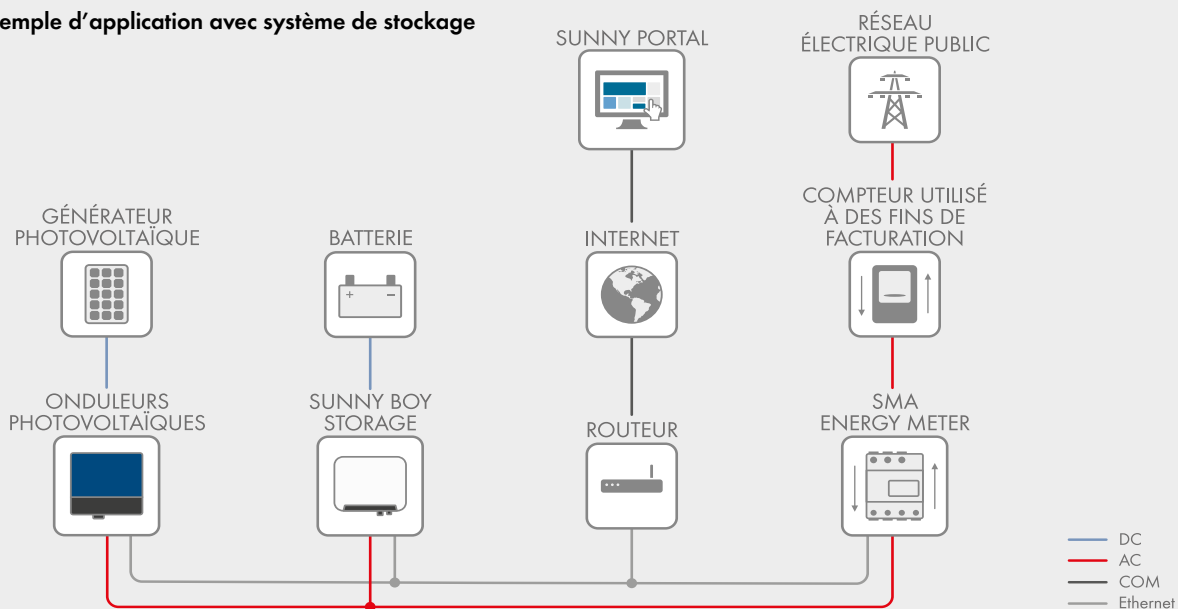 emple d’application avec système de stockage
SUNNY PORTAL
RÉSEAU
ÉLECTRIQUE PUBLIC
GÉNÉRATEUR
PHOTOVOLTAÏQUE
BATTERIE
+ −
INTERNET
COMPTEUR UTILISÉ
À DES FINS DE
FACTURATION
ONDULEURS
PHOTOVOLTAÏQUES
SUNNY BOY
STORAGE
ROUTEUR
SMA
ENERGY METER
DC
AC
COM
Ethernet